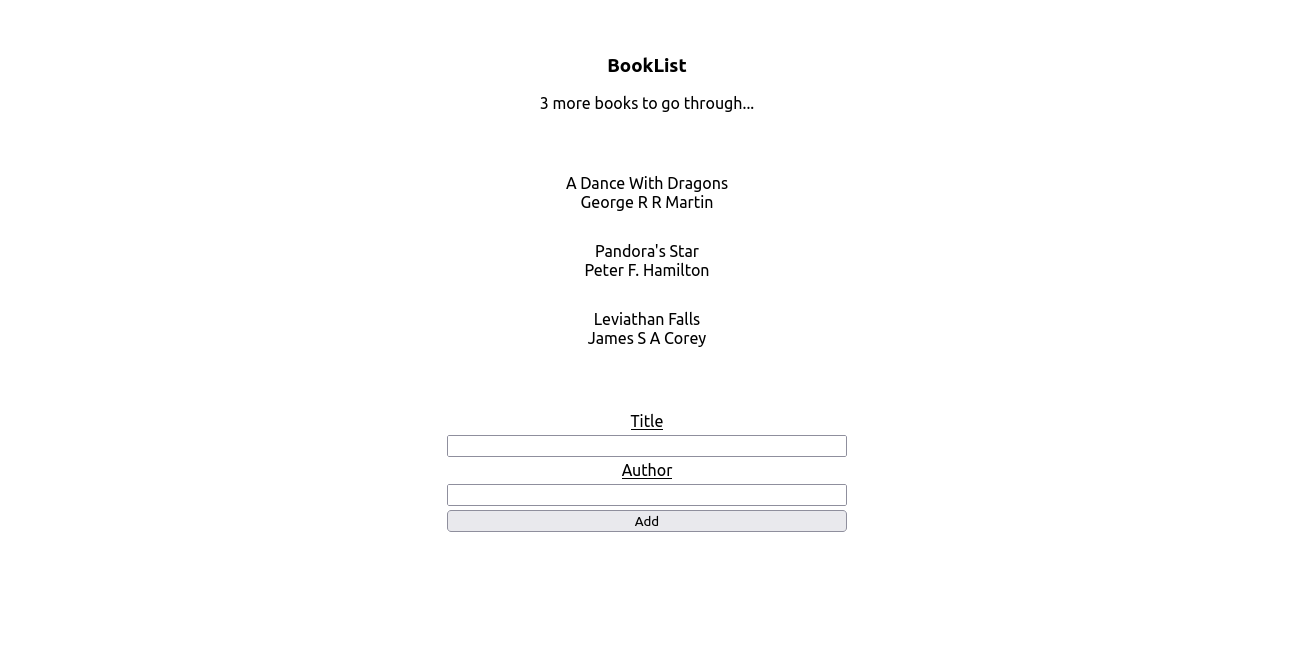 BookList
3 more books to go through...
A Dance With Dragons
George R R Martin
Pandora's Star
Peter F. Hamilton
Leviathan Falls
James S A Corey
Title
Author
Add